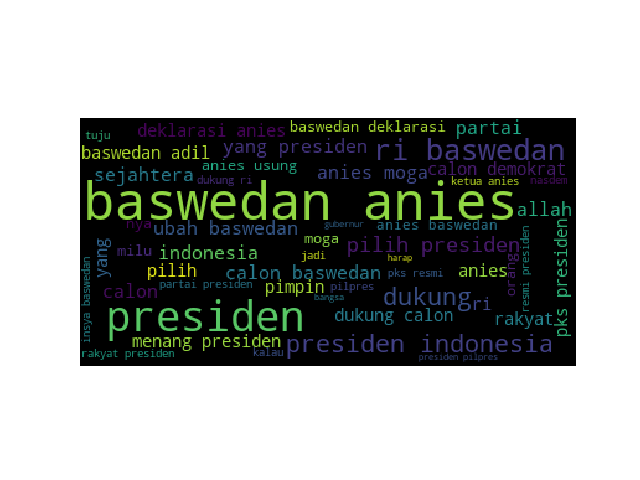 baswedan deklarasi
deklarasi anies
partai
tuju
yang presiden
ri baswedan
baswedan adil
anies usung
calon demokrat
sejahtera
anies moga
dukung ri
ketua anies
nasdem
baswedan anies
allah
nya
ubah baswedan
gubernur
anies baswedan
moga
pilih presiden
milu
indonesia
jadi
harap
yang
pilih
calon baswedan
pks resmi
anies
orang
resmi presiden
pks presiden
insya baswedan
partai presiden
pimpin
pilpres
calon
bangsa
dukung
ri
presiden
dukung calon
rakyat
menang presiden
presiden indonesia
rakyat presiden
kalau
presiden pilpres